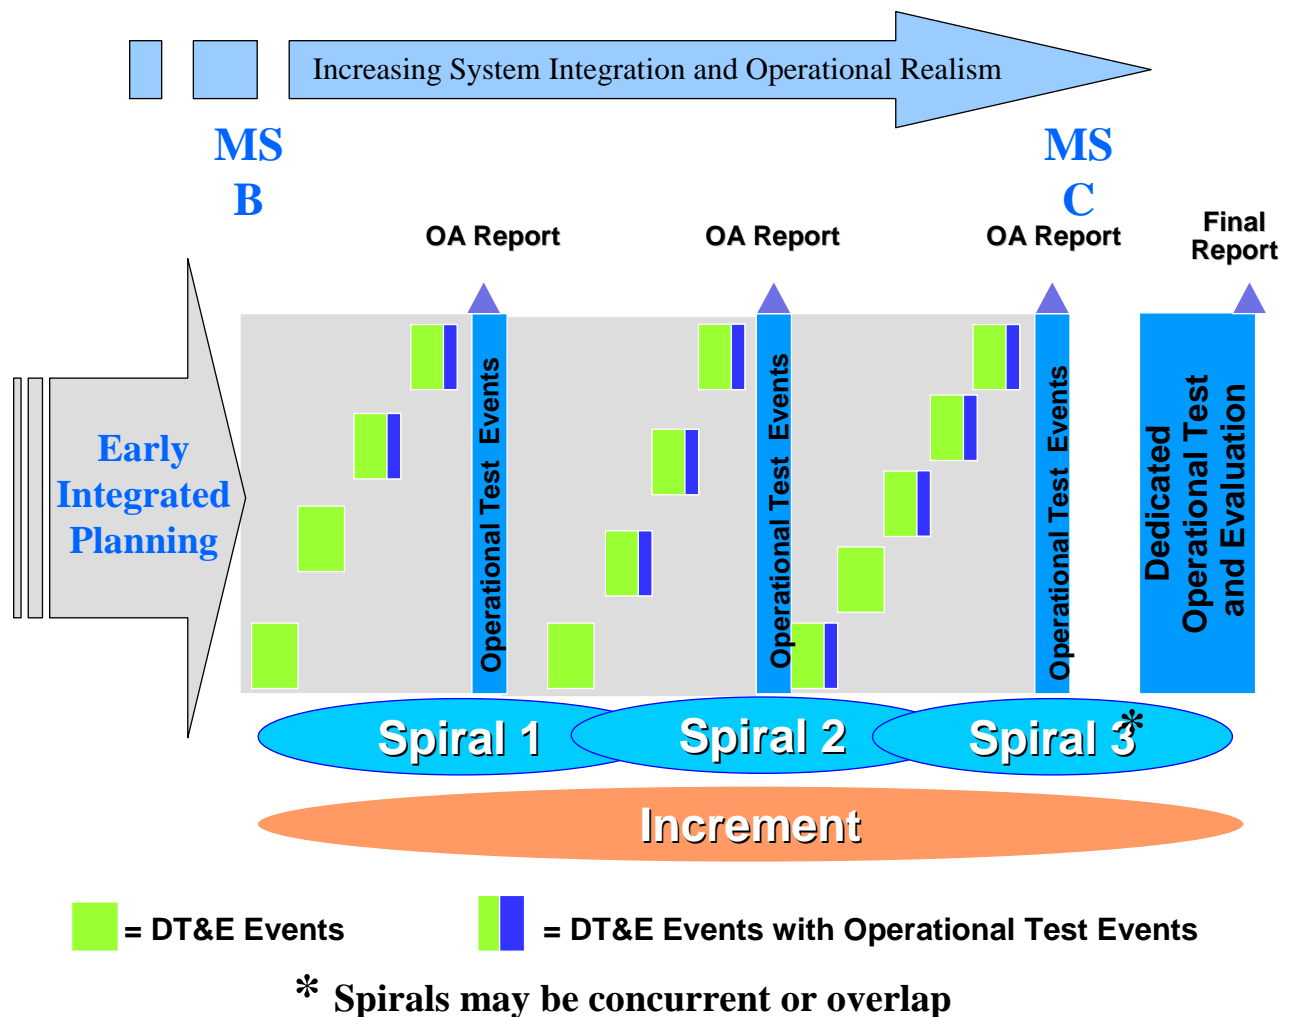 Increasing System Integration and Operational Realism
MS
B
MS
C
OA Report
OA Report
OA Report
Final
Report
Early
Integrated
Planning
Operational Test  Events
Operational Test  Events
Operational Test  Events
Dedicated
Operational Test
and Evaluation
Spiral 1
Spiral 2
Spiral 3*
Increment
= DT&E Events
= DT&E Events with Operational Test Events
* Spirals may be concurrent or overlap